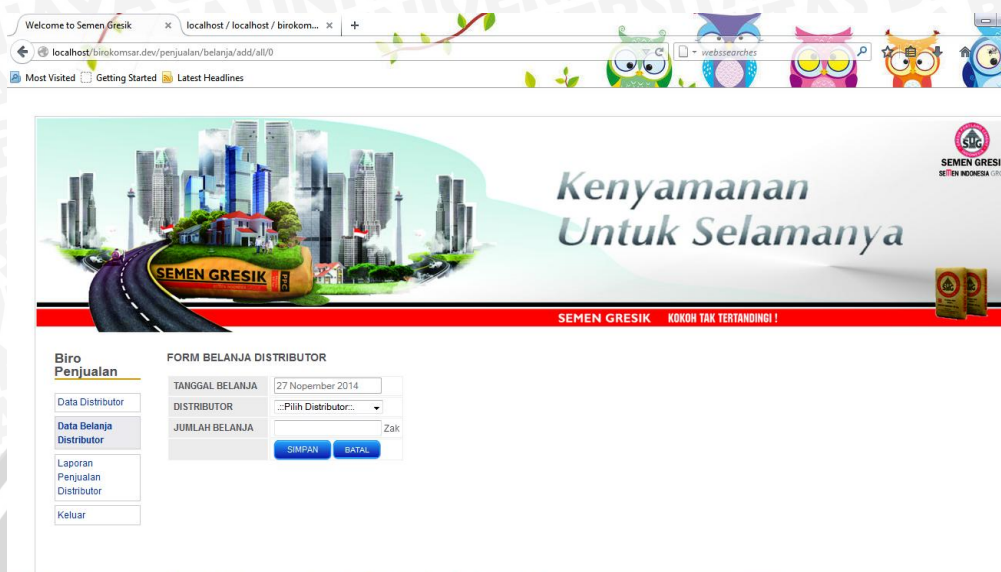 Welcome to Semen Gresik × localhost / localhost / birokom... × +
localhost/birokomsar.dev/penjualan/belanja/add/all/0
webssearches
Most Visited Getting Started Latest Headlines
Kenyamanan
Untuk Selamanya
SEMEN GRESIK
SEMEN INDONESIA GRO
SEMEN GRESIK
PPC
SEMEN GRESIK KOKOH TAK TERTANDINGI !
Biro
Penjualan
Data Distributor
Data Belanja
Distributor
Laporan
Penjualan
Distributor
Keluar
FORM BELANJA DISTRIBUTOR
TANGGAL BELANJA 27 Nopember 2014
DISTRIBUTOR .::Pilih Distributor::.
JUMLAH BELANJA Zak
SIMPAN BATAL